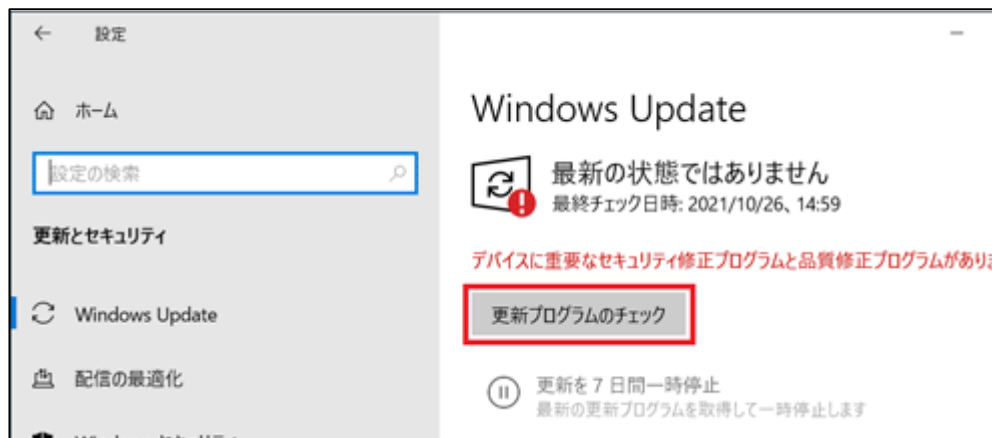 設定
ホーム
設定の検索
更新とセキュリティ
Windows Update
配信の最適化
Windows Update
最新の状態ではありません
最終チェック日時: 2021/10/26、14:59
デバイスに重要なセキュリティ修正プログラムと品質修正プログラムがあり
更新プログラムのチェック
更新を 7 日間一時停止
最新の更新プログラムを取得して一時停止します